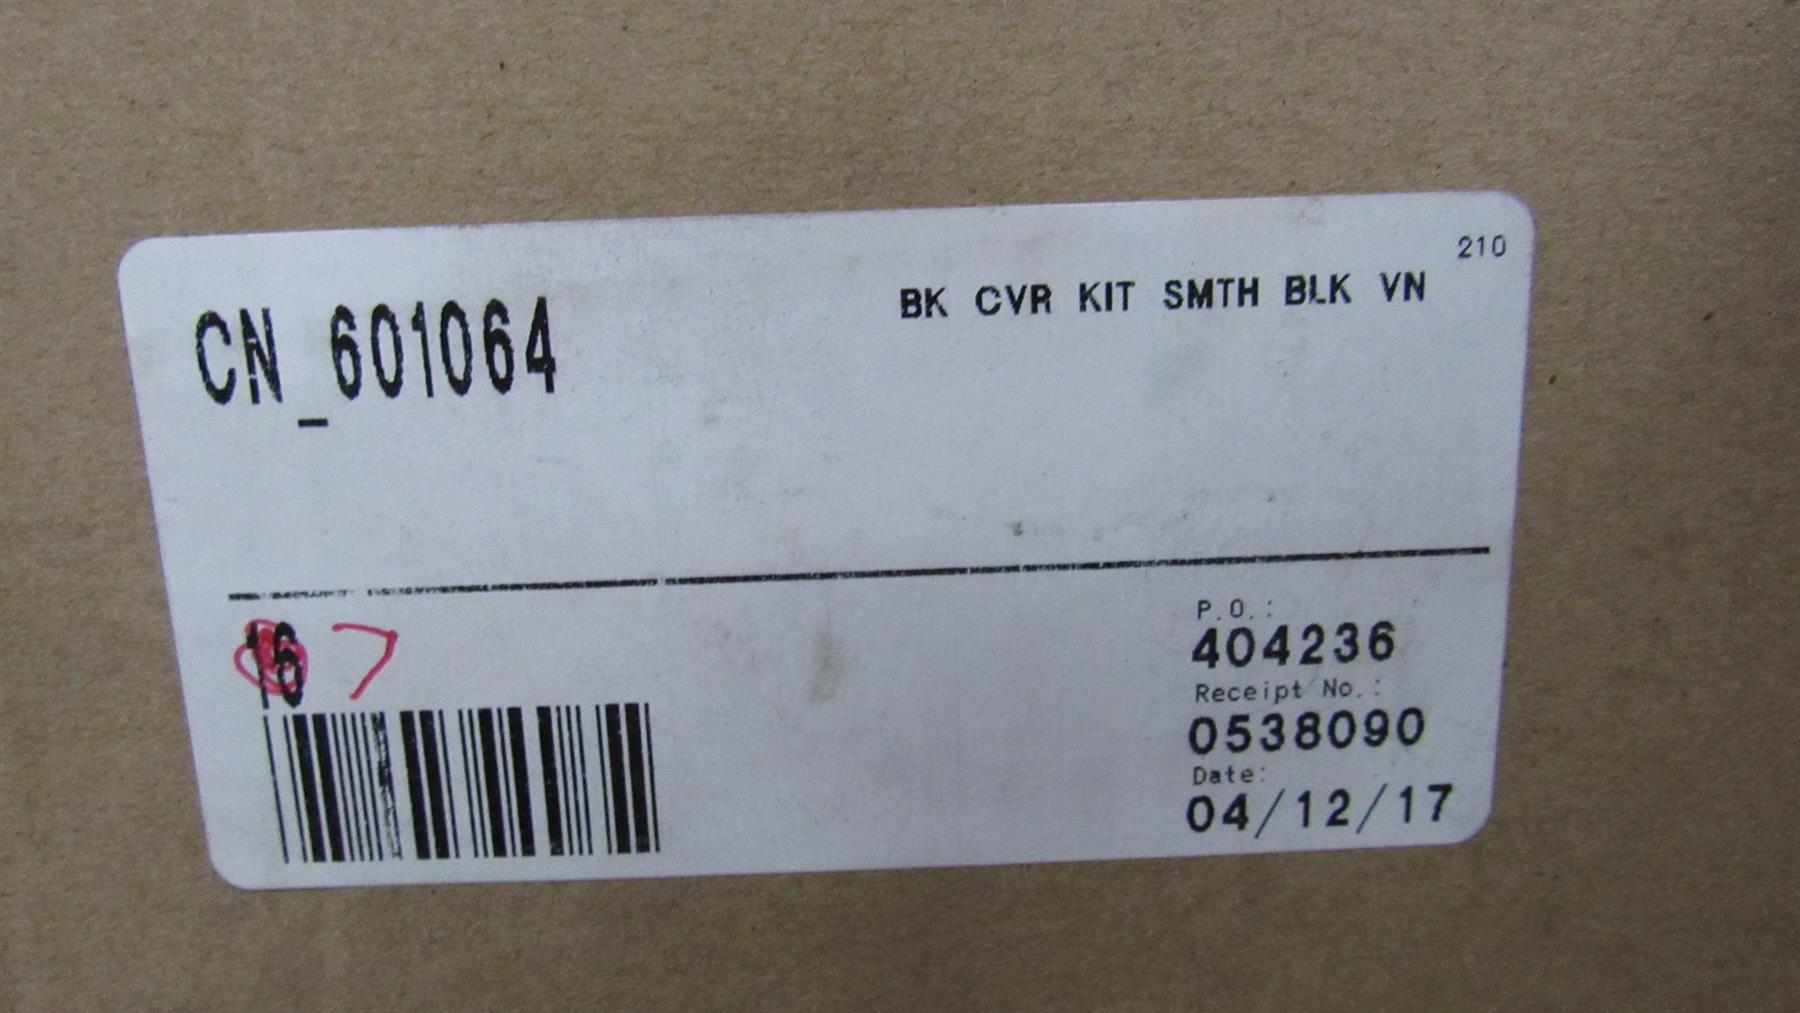 210
CN_601064
BK CVR KIT SMTH BLK VN
16 7
P.O.:
404236
Receipt No.:
0538090
Date:
04/12/17